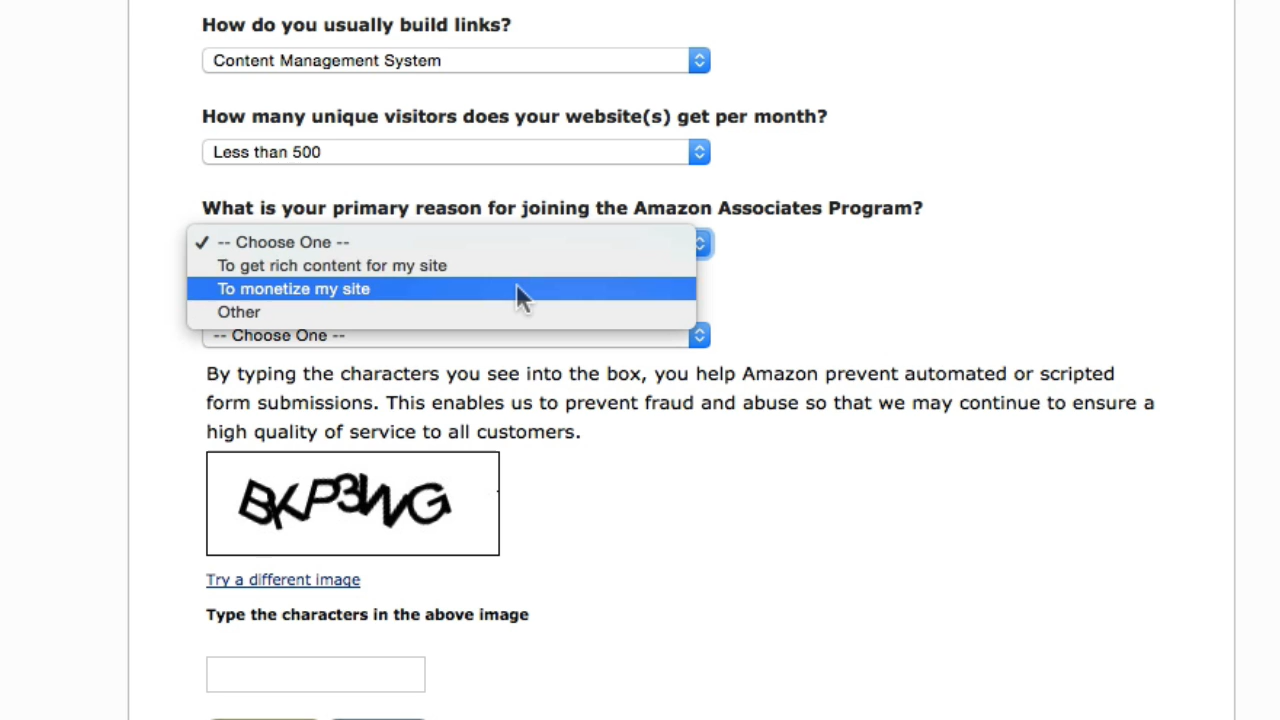 How do you usually build links?
Content Management System
How many unique visitors does your website(s) get per month?
Less than 500
What is your primary reason for joining the Amazon Associates Program?
-- Choose One --
To get rich content for my site
To monetize my site
Other
-- Choose One --
By typing the characters you see into the box, you help Amazon prevent automated or scripted
form submissions. This enables us to prevent fraud and abuse so that we may continue to ensure a
high quality of service to all customers.
BKP3WG
Try a different image
Type the characters in the above image